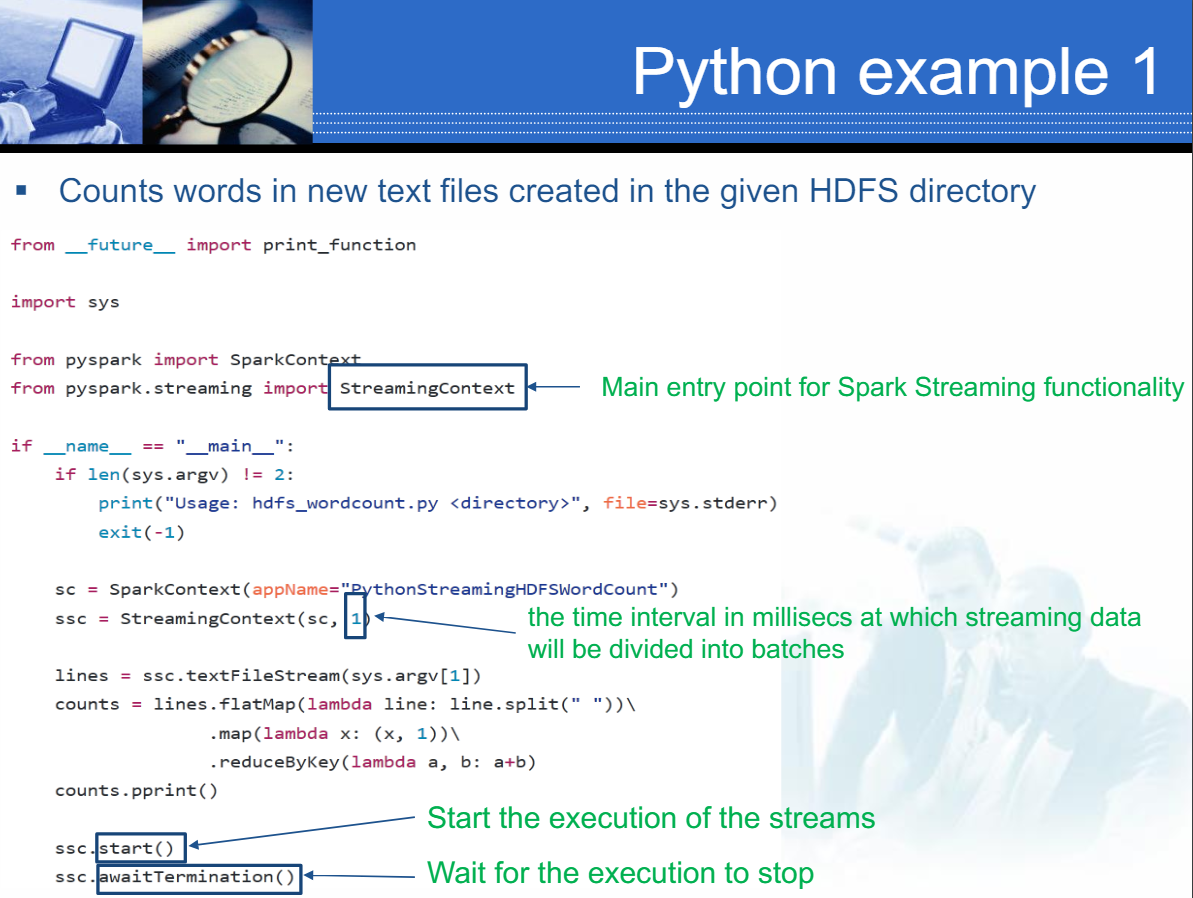 Python example 1
Counts words in new text files created in the given HDFS directory
from __future__ import print_function
import sys
from pyspark import SparkContext
from pyspark.streaming import StreamingContext
Main entry point for Spark Streaming functionality
if __name__ == "__main__":
    if len(sys.argv) != 2:
        print("Usage: hdfs_wordcount.py <directory>", file=sys.stderr)
        exit(-1)
    sc = SparkContext(appName="PythonStreamingHDFSWordCount")
    ssc = StreamingContext(sc, 1)
the time interval in millisecs at which streaming data
will be divided into batches
    lines = ssc.textFileStream(sys.argv[1])
    counts = lines.flatMap(lambda line: line.split(" "))\
                  .map(lambda x: (x, 1))\
                  .reduceByKey(lambda a, b: a+b)
    counts.pprint()
Start the execution of the streams
    ssc.start()
Wait for the execution to stop
    ssc.awaitTermination()